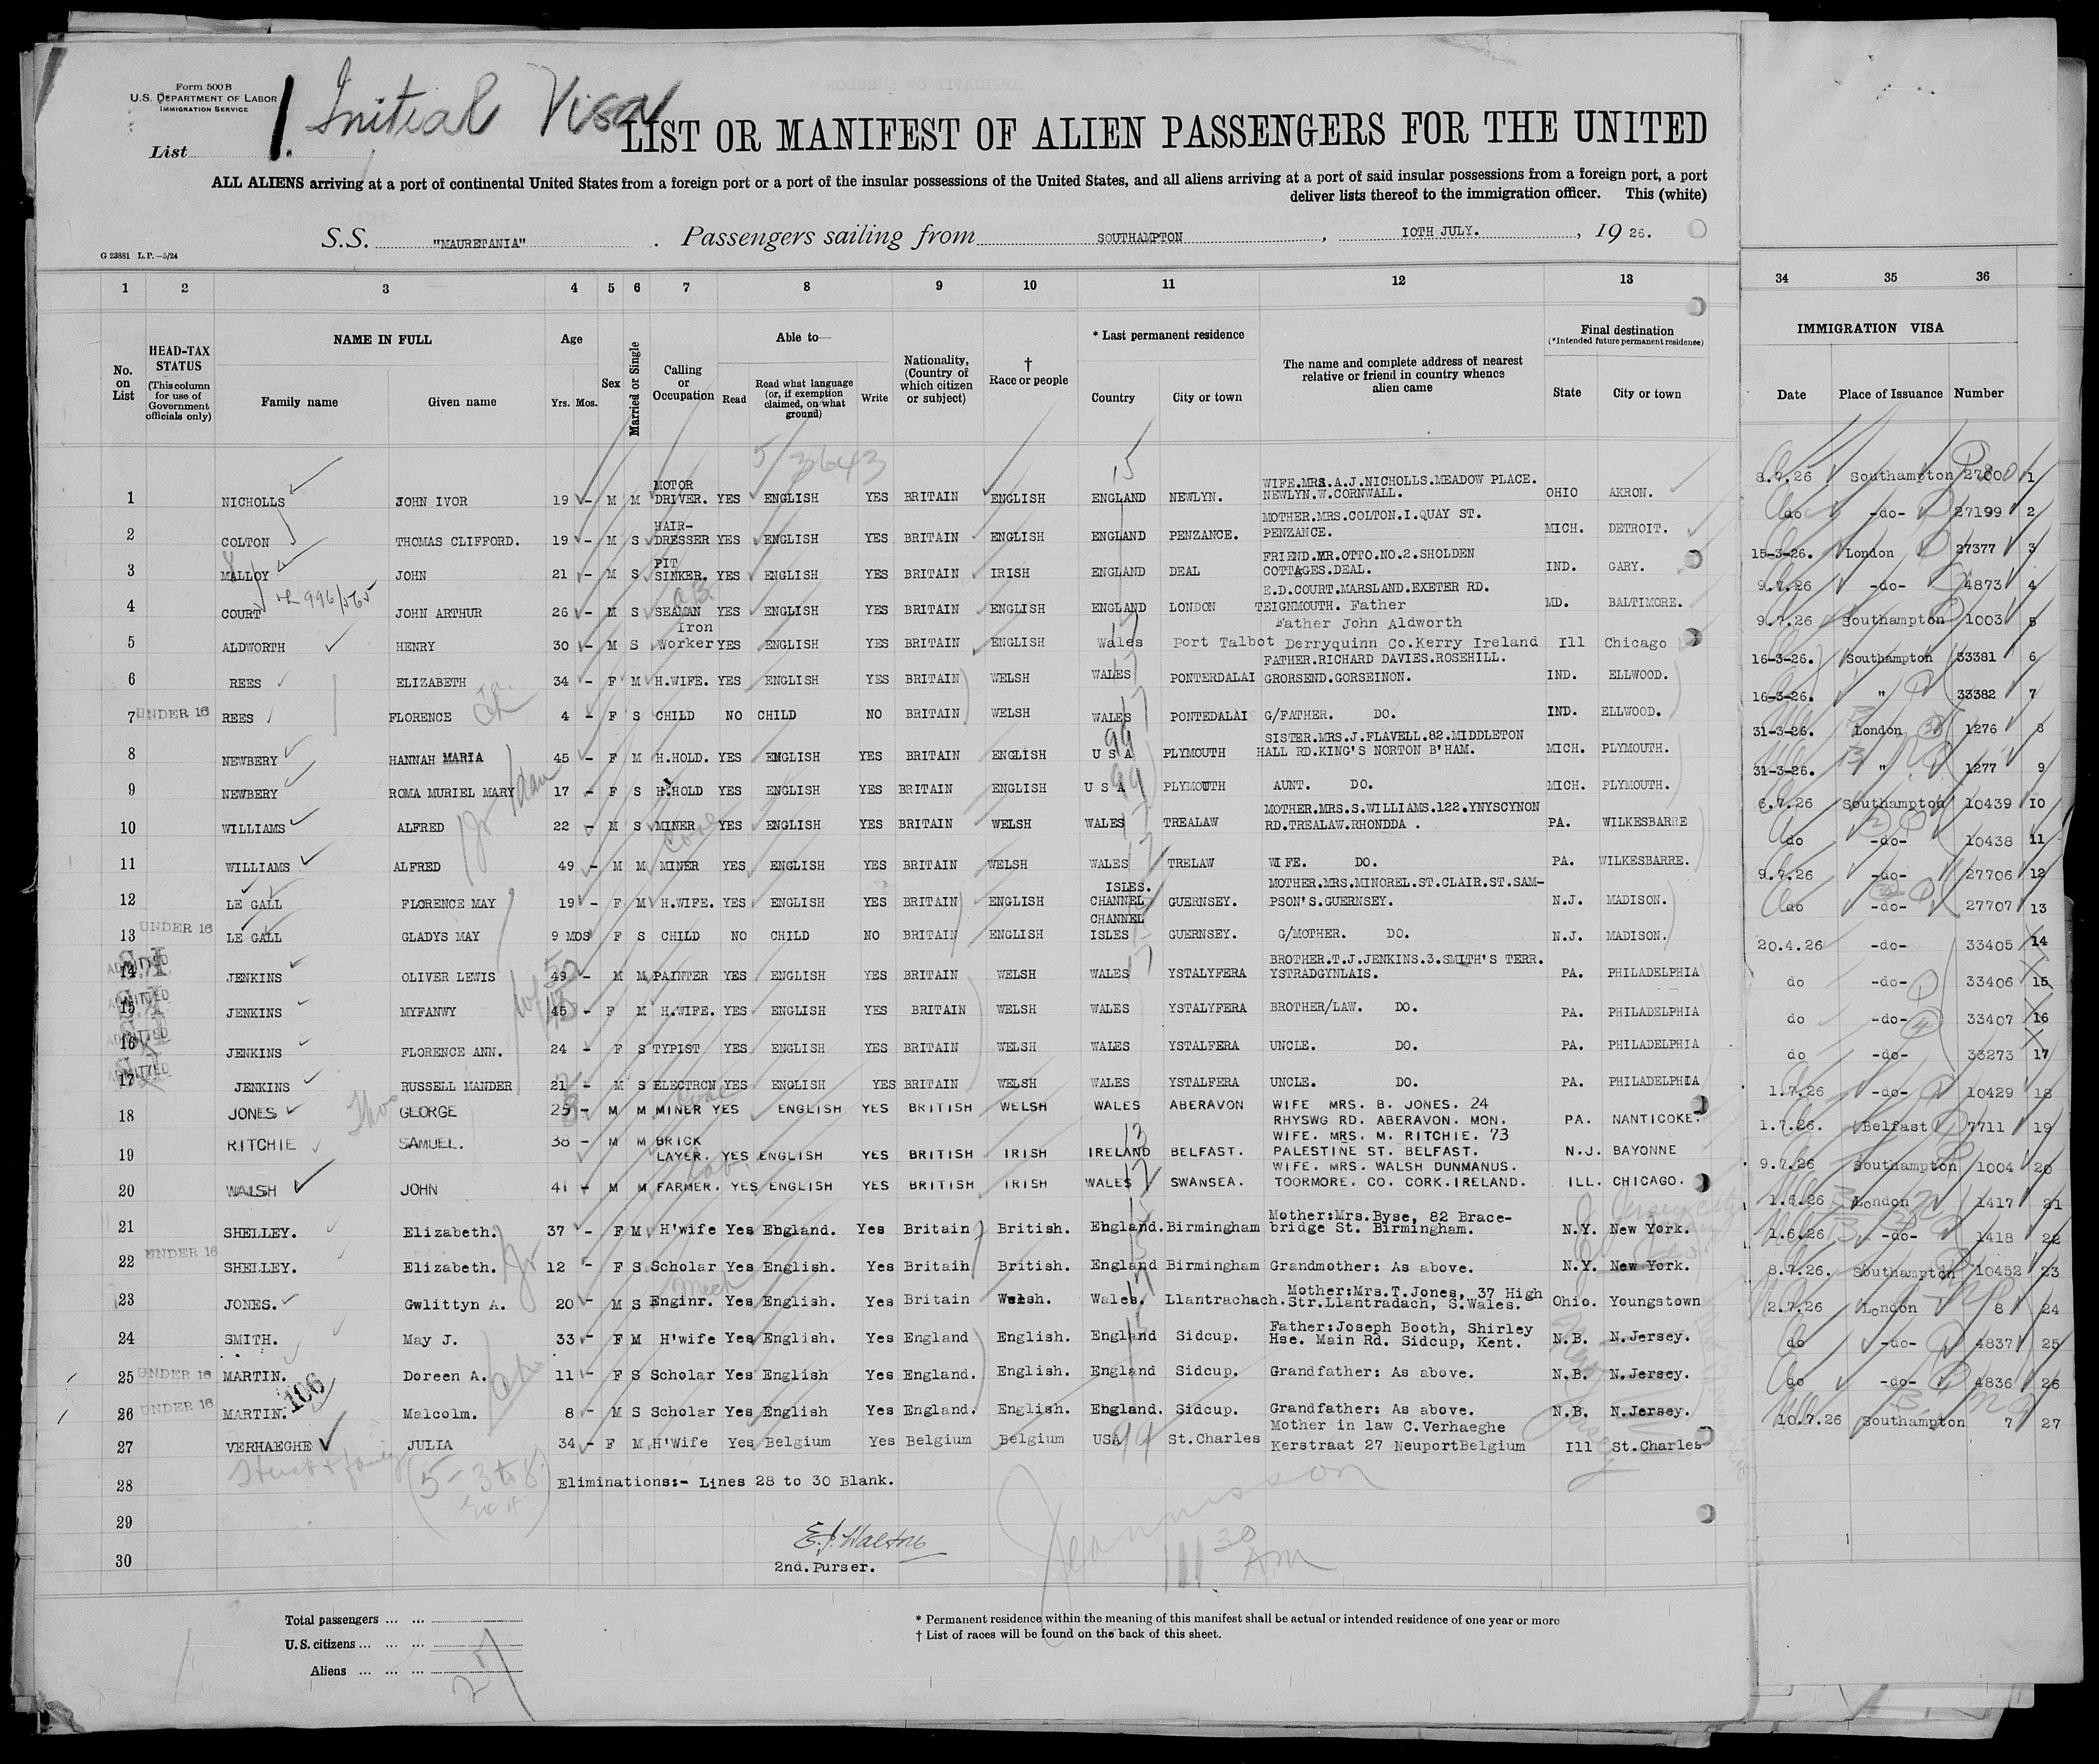 Form 500 B
U.S. DEPARTMENT OF LABOR
IMMIGRATION SERVICE
List 1. Initial Visa
LIST OR MANIFEST OF ALIEN PASSENGERS FOR THE UNITED
ALL ALIENS arriving at a port of continental United States from a foreign port or a port of the insular possessions of the United States, and all aliens arriving at a port of said insular possessions from a foreign port, a port
deliver lists thereof to the immigration officer. This (white)
S.S. "MAURETANIA" . Passengers sailing from SOUTHAMPTON , 10TH JULY. , 19 26.
G 23881 L.P.—5/24
1 2 3 4 5 6 7 8 9 10 11 12 13 34 35 36
No. on List
HEAD-TAX STATUS (This column for use of Government officials only)
NAME IN FULL
Family name Given name
Age
Yrs. Mos.
Sex
Married or Single
Calling or Occupation
Able to—
Read Read what language (or, if exemption claimed, on what ground) Write
Nationality, (Country of which citizen or subject)
† Race or people
* Last permanent residence
Country City or town
The name and complete address of nearest relative or friend in country whence alien came
Final destination (*Intended future permanent residence)
State City or town
IMMIGRATION VISA
Date Place of Issuance Number
5/3643
1 NICHOLLS JOHN IVOR 19 - M M MOTOR DRIVER. YES ENGLISH YES BRITAIN ENGLISH ENGLAND NEWLYN. WIFE.MRS.A.J.NICHOLLS.MEADOW PLACE. NEWLYN.W.CORNWALL. OHIO AKRON. 8.7.26 Southampton 1
2 COLTON THOMAS CLIFFORD. 19 - M S HAIR-DRESSER YES ENGLISH YES BRITAIN ENGLISH ENGLAND PENZANCE. MOTHER.MRS.COLTON.I.QUAY ST. PENZANCE. MICH. DETROIT. do -do- 27199 2
3 MALLOY JOHN 21 - M S PIT SINKER. YES ENGLISH YES BRITAIN IRISH ENGLAND DEAL FRIEND.MR.OTTO.NO.2.SHOLDEN COTTAGES.DEAL. IND. GARY. 15-3-26. London 27377 3
4 COURT JOHN ARTHUR 26 - M S SEAMAN YES ENGLISH YES BRITAIN ENGLISH ENGLAND LONDON E.D.COURT.MARSLAND.EXETER RD. TEIGNMOUTH. Father MD. BALTIMORE. 9.7.26 -do- 4873 4
5 ALDWORTH HENRY 30 - M S Iron Worker YES ENGLISH YES BRITAIN ENGLISH Wales Port Talbot Father John Aldworth Derryquinn Co.Kerry Ireland Ill Chicago 9.7.26 Southampton 1003 5
6 REES ELIZABETH 34 - F M H.WIFE. YES ENGLISH YES BRITAIN WELSH WALES PONTERDALAI FATHER.RICHARD DAVIES.ROSEHILL. GRORSEND.GORSEINON. IND. ELLWOOD. 16-3-26. Southampton 33381 6
7 UNDER 16 REES FLORENCE 4 - F S CHILD NO CHILD NO BRITAIN WELSH WALES PONTEDALAI G/FATHER. DO. IND. ELLWOOD. 16-3-26. " 33382 7
8 NEWBERY HANNAH MARIA 45 - F M H.HOLD. YES ENGLISH YES BRITAIN ENGLISH U S A PLYMOUTH SISTER.MRS.J.FLAVELL.82.MIDDLETON HALL RD.KING'S NORTON B'HAM. MICH. PLYMOUTH. 31-3-26. London 1276 8
9 NEWBERY ROMA MURIEL MARY 17 - F S H.HOLD YES ENGLISH YES BRITAIN ENGLISH U S A PLYMOUTH AUNT. DO. MICH. PLYMOUTH. 31-3-26. " 1277 9
10 WILLIAMS ALFRED 22 - M S MINER YES ENGLISH YES BRITAIN WELSH WALES TREALAW MOTHER.MRS.S.WILLIAMS.122.YNYSCYNON RD.TREALAW.RHONDDA . PA. WILKESBARRE 6.7.26 Southampton 10439 10
11 WILLIAMS ALFRED 49 - M M MINER YES ENGLISH YES BRITAIN WELSH WALES TRELAW WIFE. DO. PA. WILKESBARRE. do -do- 10438 11
12 LE GALL FLORENCE MAY 19 - F M H.WIFE. YES ENGLISH YES BRITAIN ENGLISH CHANNEL ISLES. GUERNSEY. MOTHER.MRS.MINOREL.ST.CLAIR.ST.SAM-PSON'S.GUERNSEY. N.J. MADISON. 9.7.26 -do- 27706 12
13 UNDER 16 LE GALL GLADYS MAY 9 MOS F S CHILD NO CHILD NO BRITAIN ENGLISH CHANNEL ISLES GUERNSEY. G/MOTHER. DO. N.J. MADISON. do -do- 27707 13
14 ADMITTED S.I JENKINS OLIVER LEWIS 49 - M M PAINTER YES ENGLISH YES BRITAIN WELSH WALES YSTALYFERA BROTHER.T.J.JENKINS.3.SMITH'S TERR. YSTRADGYNLAIS. PA. PHILADELPHIA 20.4.26 -do- 33405 14
15 ADMITTED S.I JENKINS MYFANWY 45 - F M H.WIFE. YES ENGLISH YES BRITAIN WELSH WALES YSTALYFERA BROTHER/LAW. DO. PA. PHILADELPHIA do -do- 33406 15
16 ADMITTED S.I JENKINS FLORENCE ANN. 24 - F S TYPIST YES ENGLISH YES BRITAIN WELSH WALES YSTALFERA UNCLE. DO. PA. PHILADELPHIA do -do- 33407 16
17 ADMITTED S.I JENKINS RUSSELL MANDER 21 - M S ELECTRCN YES ENGLISH YES BRITAIN WELSH WALES YSTALFERA UNCLE. DO. PA. PHILADELPHIA do -do- 33273 17
18 JONES GEORGE 25 - M M MINER YES ENGLISH YES BRITISH WELSH WALES ABERAVON WIFE MRS. B. JONES. 24 RHYSWG RD. ABERAVON. MON. PA. NANTICOKE. 1.7.26 -do- 10429 18
19 RITCHIE SAMUEL. 38 - M M BRICK LAYER. YES ENGLISH YES BRITISH IRISH IRELAND BELFAST. WIFE. MRS. M. RITCHIE. 73 PALESTINE ST. BELFAST. N.J. BAYONNE 1.7.26. Belfast 7711 19
20 WALSH JOHN 41 - M M FARMER. YES ENGLISH YES BRITISH IRISH WALES SWANSEA. WIFE. MRS. WALSH DUNMANUS. TOORMORE. CO. CORK.IRELAND. ILL. CHICAGO. 9.7.26 Southampton 1004 20
21 SHELLEY. Elizabeth. 37 - F M H'wife Yes England. Yes Britain British. England. Birmingham Mother:Mrs.Byse, 82 Brace-bridge St. Birmingham. N.Y. New York. 1.6.26 London 1417 21
22 UNDER 16 SHELLEY. Elizabeth. 12 - F S Scholar Yes English. Yes Britain British. England Birmingham Grandmother: As above. N.Y. New York. 1.6.26 -do- 1418 22
23 JONES. Gwlittyn A. 20 - M S Enginr. Yes English. Yes Britain Welsh. Wales. Llantrachach. Mother:Mrs.T.Jones, 37 High Str.Llantradach, S.Wales. Ohio. Youngstown 8.7.26. Southampton 10452 23
24 SMITH. May J. 33 - F M H'wife Yes English. Yes England English. England Sidcup. Father:Joseph Booth, Shirley Hse. Main Rd. Sidcup, Kent. N.B. N.Jersey. 2.7.26 London 8 24
25 UNDER 16 MARTIN. Doreen A. 11 - F S Scholar Yes English Yes England. English. England Sidcup. Grandfather: As above. N.B. N.Jersey. do -do- 4837 25
26 UNDER 16 MARTIN. 106 Malcolm. 8 - M S Scholar Yes English Yes England. English. England. Sidcup. Grandfather: As above. N.B. N.Jersey. do -do- 4836 26
27 VERHAEGHE JULIA 34 - F M H'Wife Yes Belgium Yes Belgium Belgium USA St.Charles Mother in law C.Verhaeghe Kerstraat 27 NeuportBelgium Ill St.Charles 10.7.26 Southampton 7 27
28 Eliminations:- Lines 28 to 30 Blank.
29
30
2nd.Purser.
Total passengers ... ...
U.S. citizens ... ... ...
Aliens ... ... ...
* Permanent residence within the meaning of this manifest shall be actual or intended residence of one year or more
† List of races will be found on the back of this sheet.